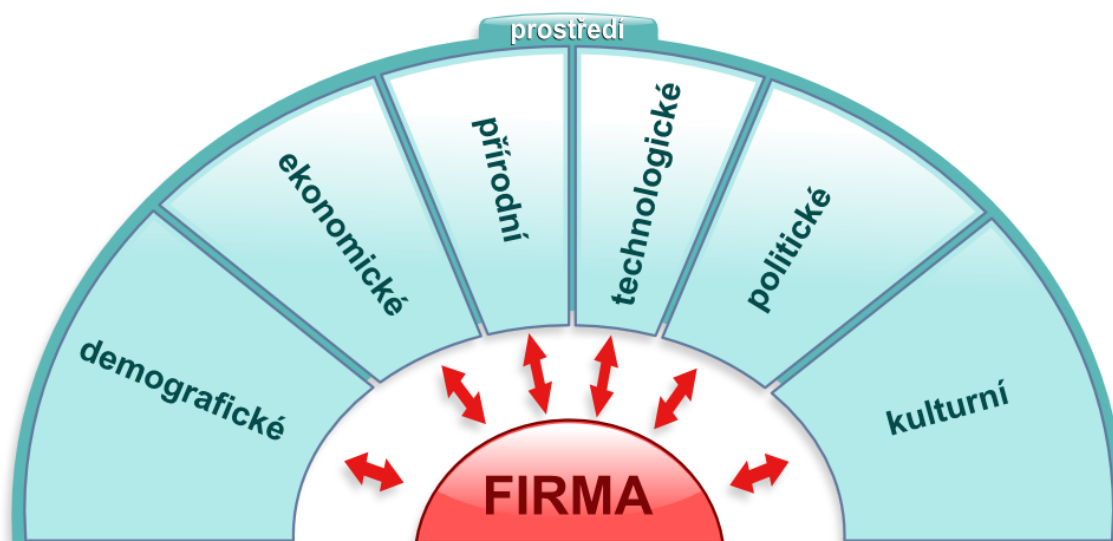 prostředí
demografické
ekonomické
přírodní
technologické
politické
kulturní
FIRMA